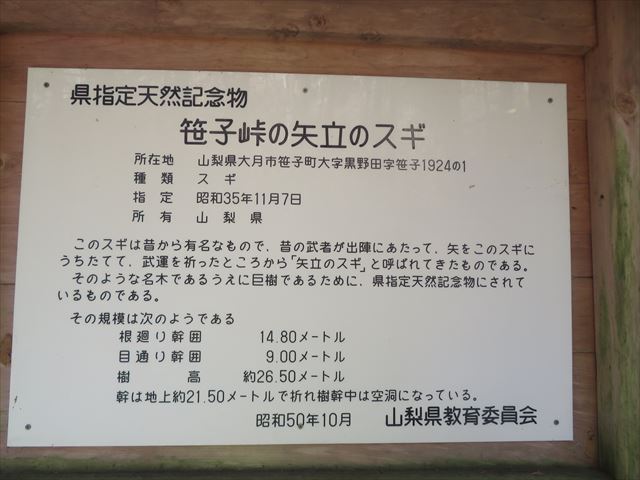 県指定天然記念物
笹子峠の矢立のスギ
所在地 山梨県大月市笹子町大字黒野田字笹子1924の1
種類 スギ
指定 昭和35年11月7日
所有 山梨県
このスギは昔から有名なもので、昔の武者が出陣にあたって、矢をこのスギに
うちたてて、武運を祈ったところから「矢立のスギ」と呼ばれてきたものである。
そのような名木であるうえに巨樹であるために、県指定天然記念物にされて
いるものである。
その規模は次のようである
根廻り幹囲 14.80メートル
目通り幹囲 9.00メートル
樹高 約26.50メートル
幹は地上約21.50メートルで折れ樹幹中は空洞になっている。
昭和50年10月 山梨県教育委員会